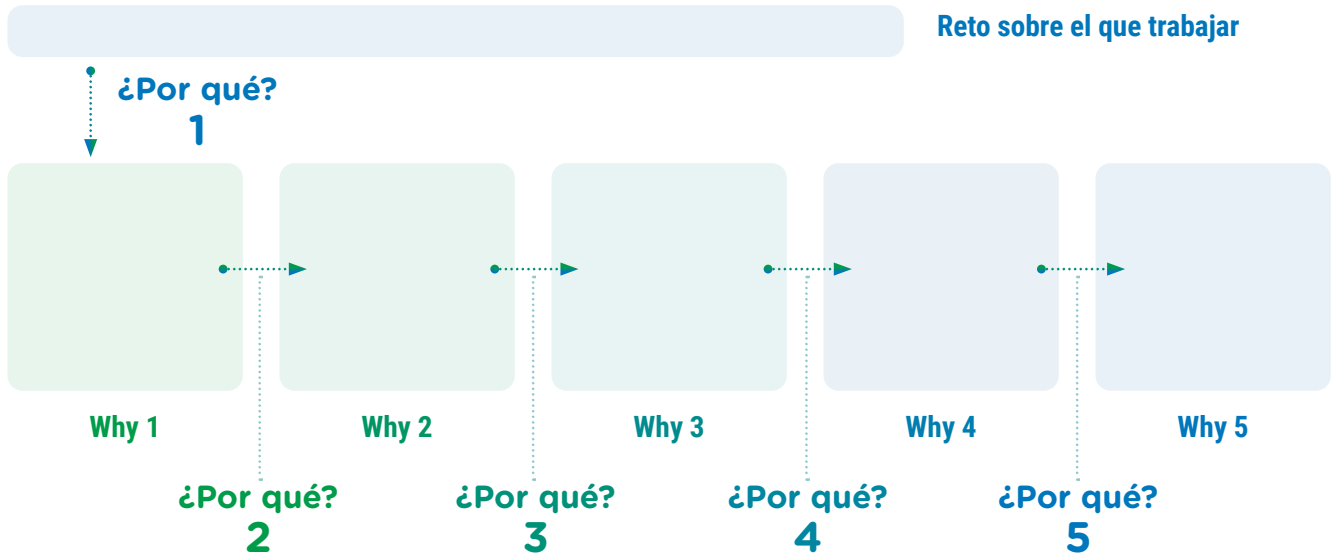 Reto sobre el que trabajar
¿Por qué?
1
Why 1
Why 2
Why 3
Why 4
Why 5
¿Por qué?
2
¿Por qué?
3
¿Por qué?
4
¿Por qué?
5